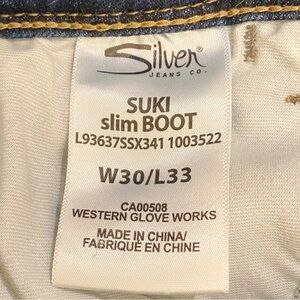 Silver
JEANS CO.
SUKI
slim BOOT
L93637SSX341 1003522
W30/L33
CA00508
WESTERN GLOVE WORKS
MADE IN CHINA/
FABRIQUÉ EN CHINE